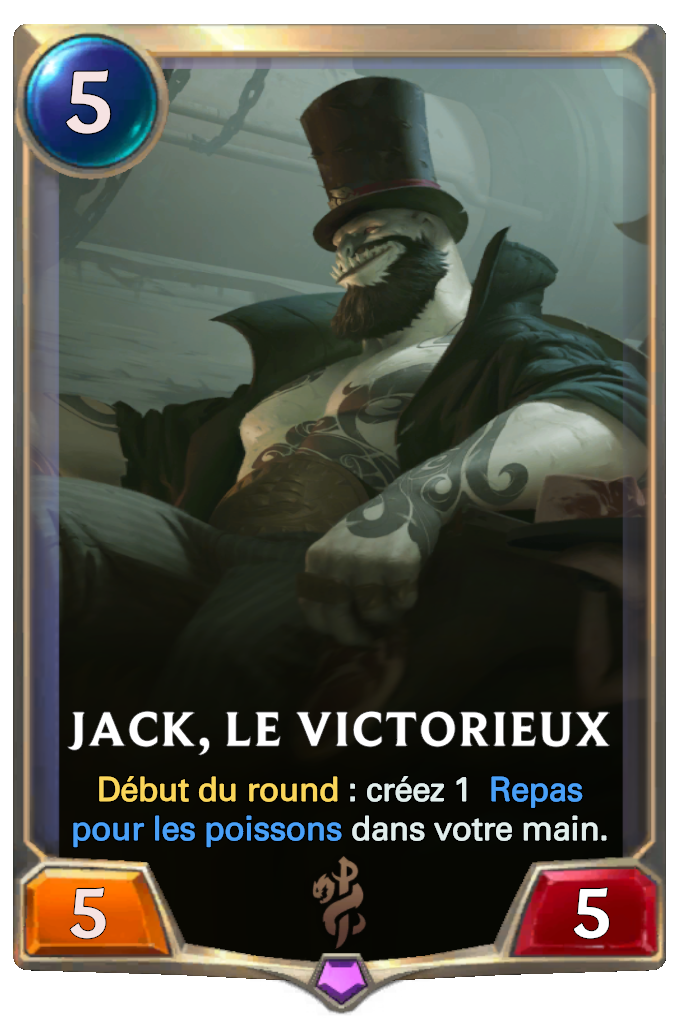 5
JACK, LE VICTORIEUX
Début du round : créez 1 Repas
pour les poissons dans votre main.
5
5